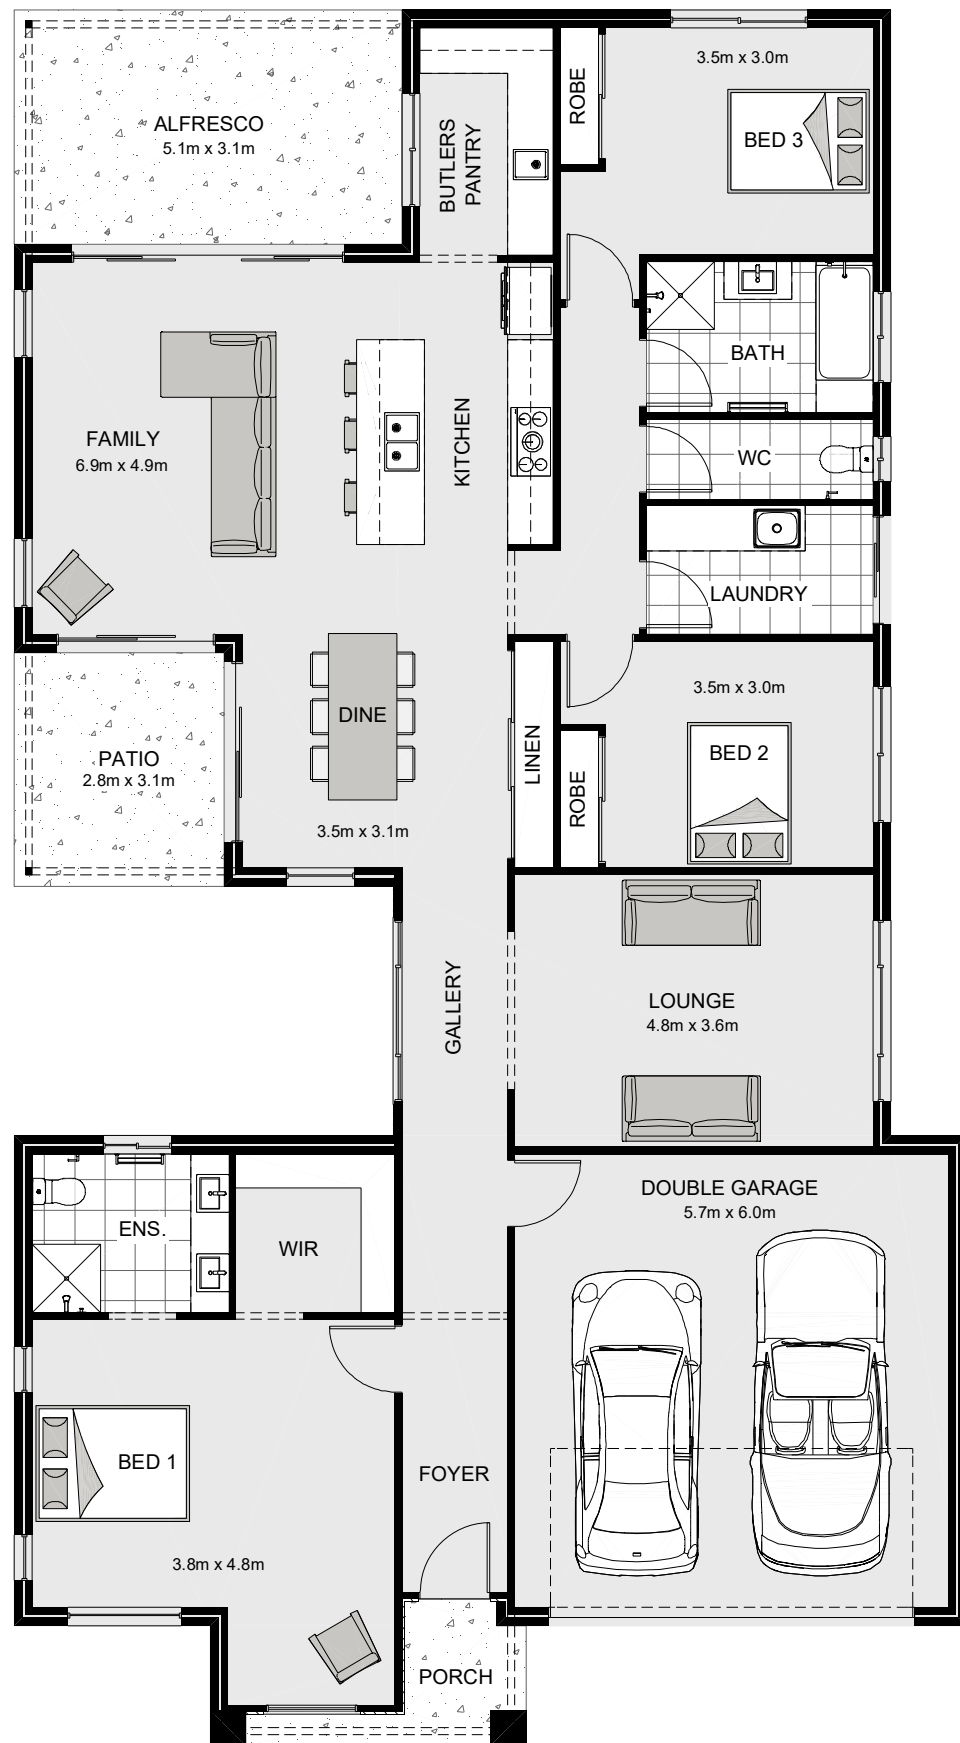 3.5m x 3.0m
ROBE
BED 3
ALFRESCO
5.1m x 3.1m
BUTLERS
PANTRY
BATH
FAMILY
6.9m x 4.9m
KITCHEN
WC
LAUNDRY
3.5m x 3.0m
DINE
BED 2
LINEN
PATIO
2.8m x 3.1m
ROBE
3.5m x 3.1m
GALLERY
LOUNGE
4.8m x 3.6m
DOUBLE GARAGE
5.7m x 6.0m
ENS.
WIR
BED 1
FOYER
3.8m x 4.8m
PORCH